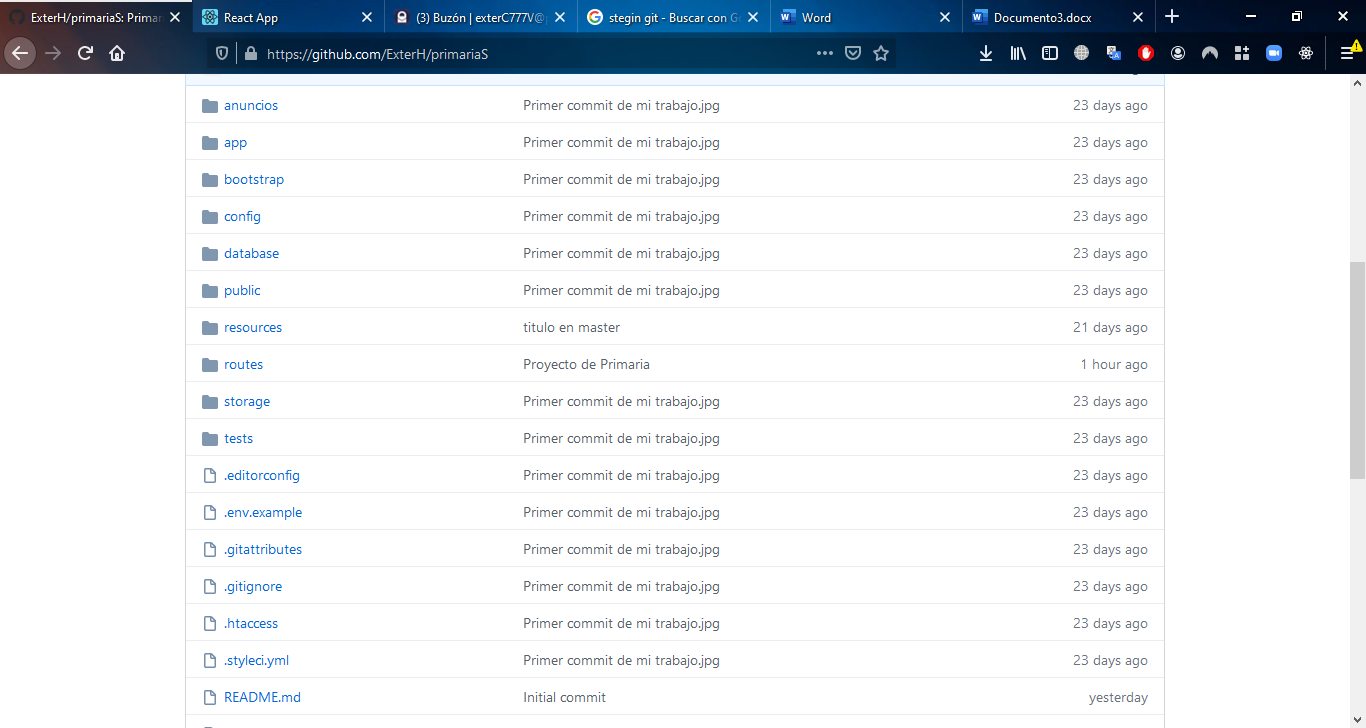 ExterH/primariaS: Primar
React App
(3) Buzón | exterC777V@
stegin git - Buscar con Go
Word
Documento3.docx
https://github.com/ExterH/primariaS
anuncios Primer commit de mi trabajo.jpg 23 days ago
app Primer commit de mi trabajo.jpg 23 days ago
bootstrap Primer commit de mi trabajo.jpg 23 days ago
config Primer commit de mi trabajo.jpg 23 days ago
database Primer commit de mi trabajo.jpg 23 days ago
public Primer commit de mi trabajo.jpg 23 days ago
resources titulo en master 21 days ago
routes Proyecto de Primaria 1 hour ago
storage Primer commit de mi trabajo.jpg 23 days ago
tests Primer commit de mi trabajo.jpg 23 days ago
.editorconfig Primer commit de mi trabajo.jpg 23 days ago
.env.example Primer commit de mi trabajo.jpg 23 days ago
.gitattributes Primer commit de mi trabajo.jpg 23 days ago
.gitignore Primer commit de mi trabajo.jpg 23 days ago
.htaccess Primer commit de mi trabajo.jpg 23 days ago
.styleci.yml Primer commit de mi trabajo.jpg 23 days ago
README.md Initial commit yesterday